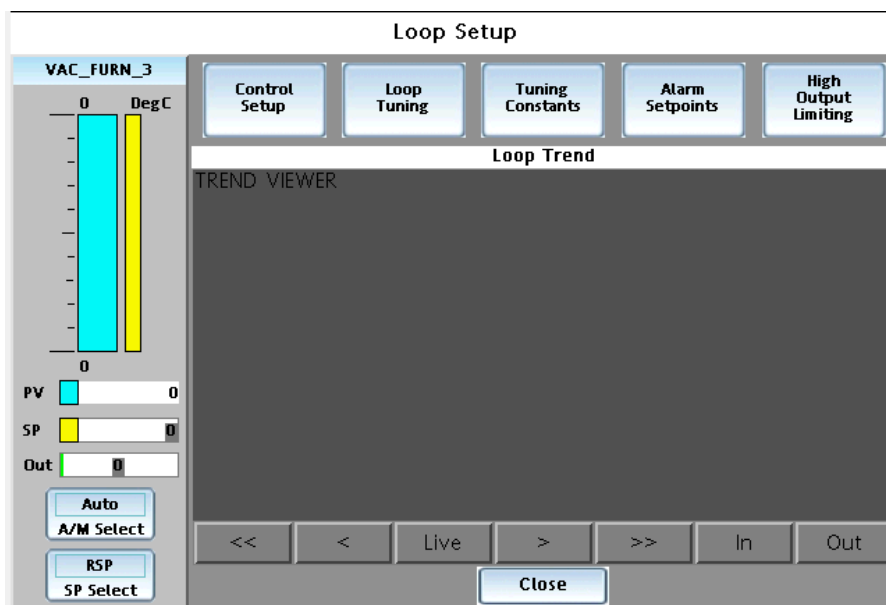 Loop Setup
VAC_FURN_3
0 Deg C
0
PV 0
SP 0
Out 0
Auto
A/M Select
RSP
SP Select
Control
Setup
Loop
Tuning
Tuning
Constants
Alarm
Setpoints
High
Output
Limiting
Loop Trend
TREND VIEWER
<< < Live > >> In Out
Close